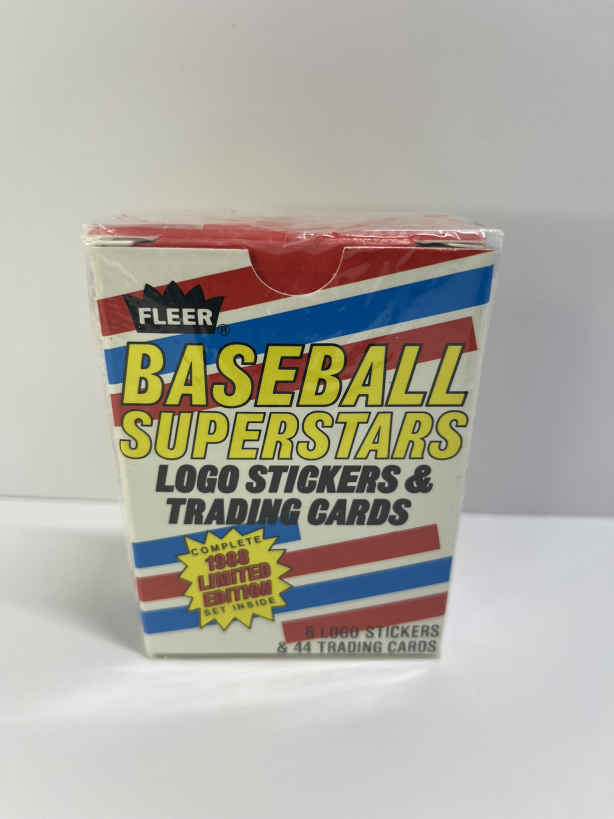 FLEER®
BASEBALL
SUPERSTARS
LOGO STICKERS &
TRADING CARDS
COMPLETE
1988
LIMITED
EDITION
SET INSIDE
6 LOGO STICKERS
& 44 TRADING CARDS